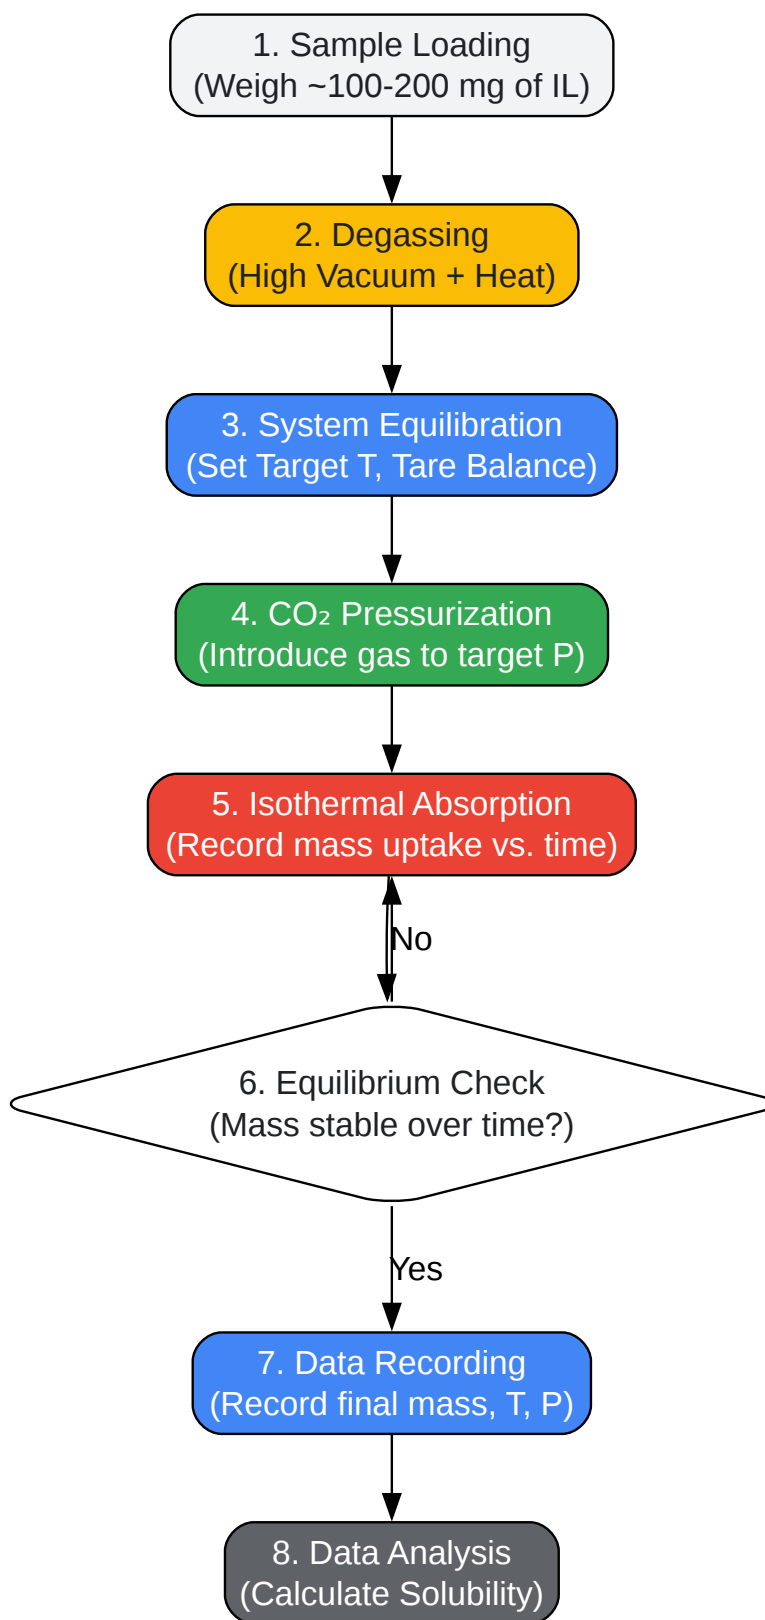 1. Sample Loading
(Weigh ~100-200 mg of IL)
2. Degassing
(High Vacuum + Heat)
3. System Equilibration
(Set Target T, Tare Balance)
4. CO₂ Pressurization
(Introduce gas to target P)
5. Isothermal Absorption
(Record mass uptake vs. time)
No
6. Equilibrium Check
(Mass stable over time?)
Yes
7. Data Recording
(Record final mass, T, P)
8. Data Analysis
(Calculate Solubility)